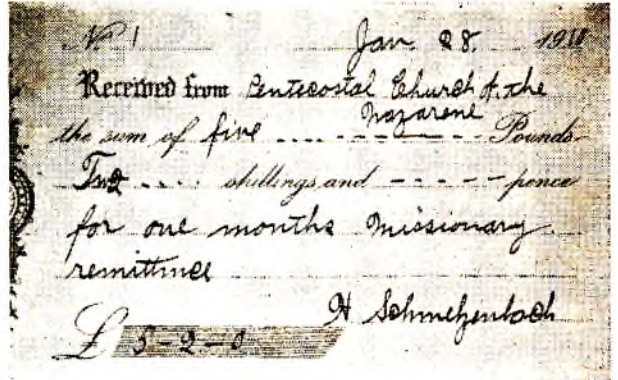 No 1 Jan. 28. 1911
Received from Pentecostal Church of the
Nazarene
the sum of five .... - - - - - - - Pounds
Two .... shillings and - - - - - pence
for one months missionary
remittance
H Schmelzenbach
£ 5-2-0